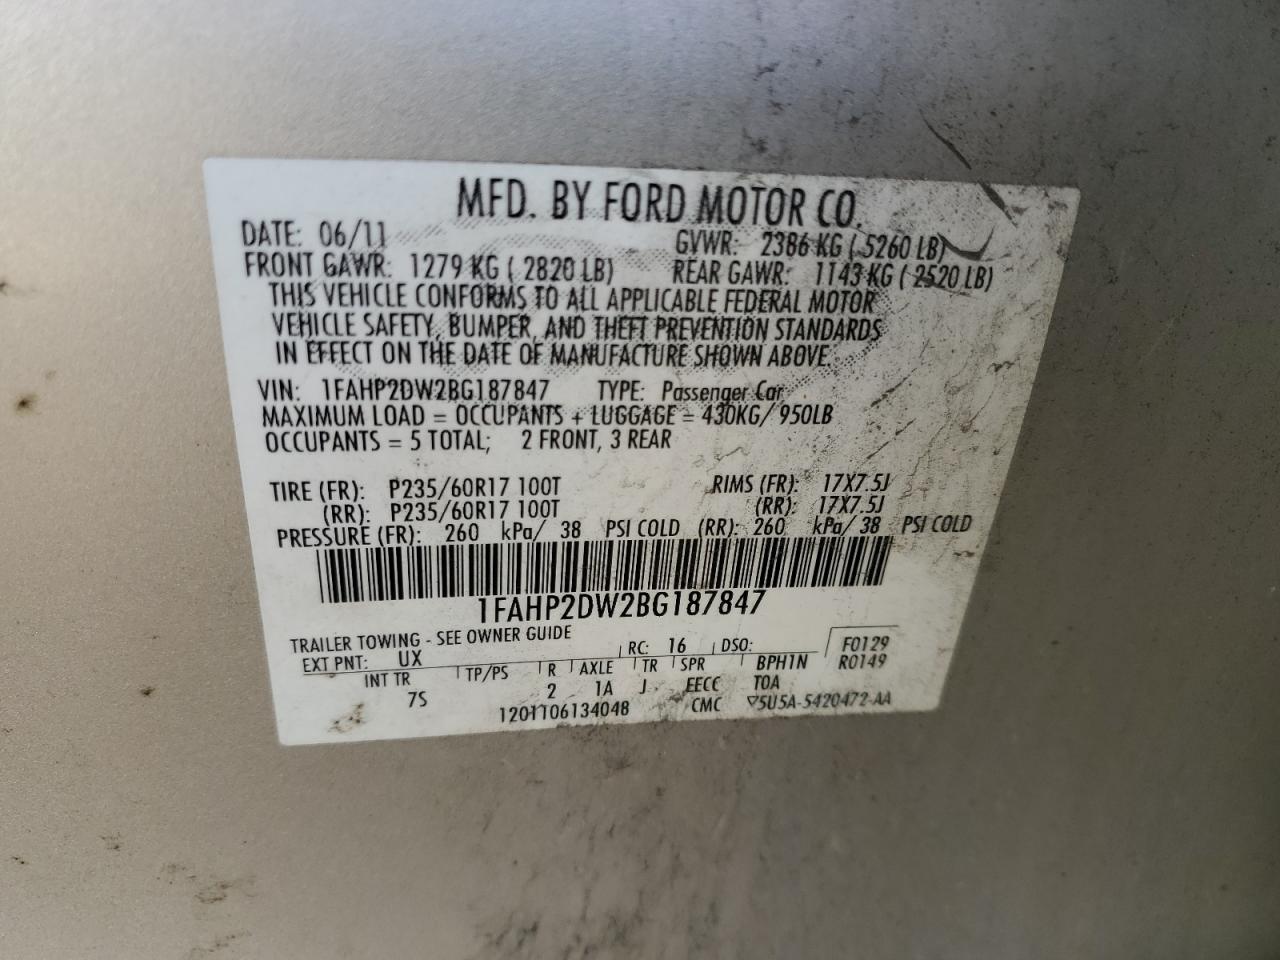 MFD. BY FORD MOTOR CO.
DATE: 06/11 GVWR: 2386 KG ( 5260 LB)
FRONT GAWR: 1279 KG ( 2820 LB) REAR GAWR: 1143 KG ( 2520 LB)
THIS VEHICLE CONFORMS TO ALL APPLICABLE FEDERAL MOTOR
VEHICLE SAFETY, BUMPER, AND THEFT PREVENTION STANDARDS
IN EFFECT ON THE DATE OF MANUFACTURE SHOWN ABOVE.
VIN: 1FAHP2DW2BG187847 TYPE: Passenger Car
MAXIMUM LOAD = OCCUPANTS + LUGGAGE = 430KG/ 950LB
OCCUPANTS = 5 TOTAL; 2 FRONT, 3 REAR
TIRE (FR): P235/60R17 100T RIMS (FR): 17X7.5J
(RR): P235/60R17 100T (RR): 17X7.5J
PRESSURE (FR): 260 kPa/ 38 PSI COLD (RR): 260 kPa/ 38 PSI COLD
1FAHP2DW2BG187847
TRAILER TOWING - SEE OWNER GUIDE
EXT PNT: UX RC: 16 DSO: F0129
INT TR TP/PS R AXLE TR SPR BPH1N R0149
7S 2 1A J EECC TOA
1201106134048 CMC ▽5U5A-5420472-AA